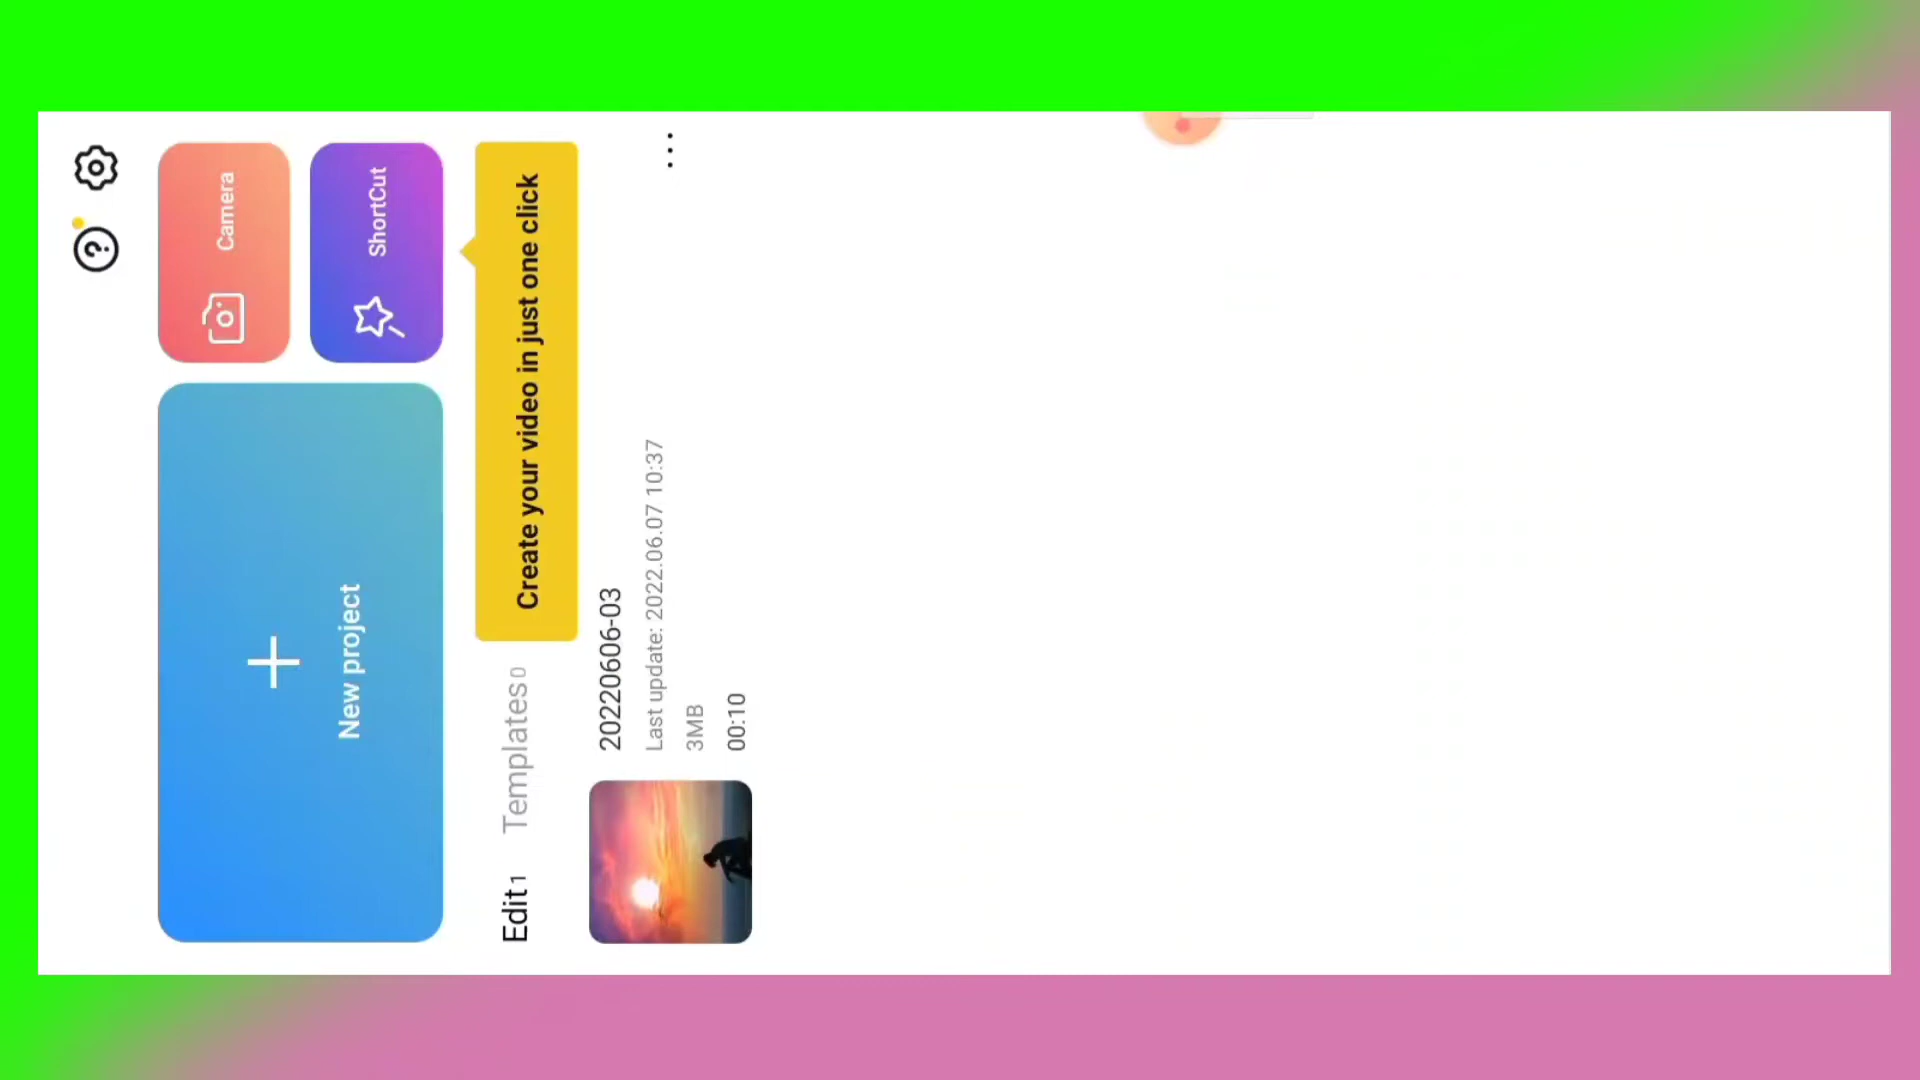 New project
Camera
ShortCut
Create your video in just one click
Edit 1
Templates 0
20220606-03
Last update: 2022.06.07 10:37
3MB
00:10